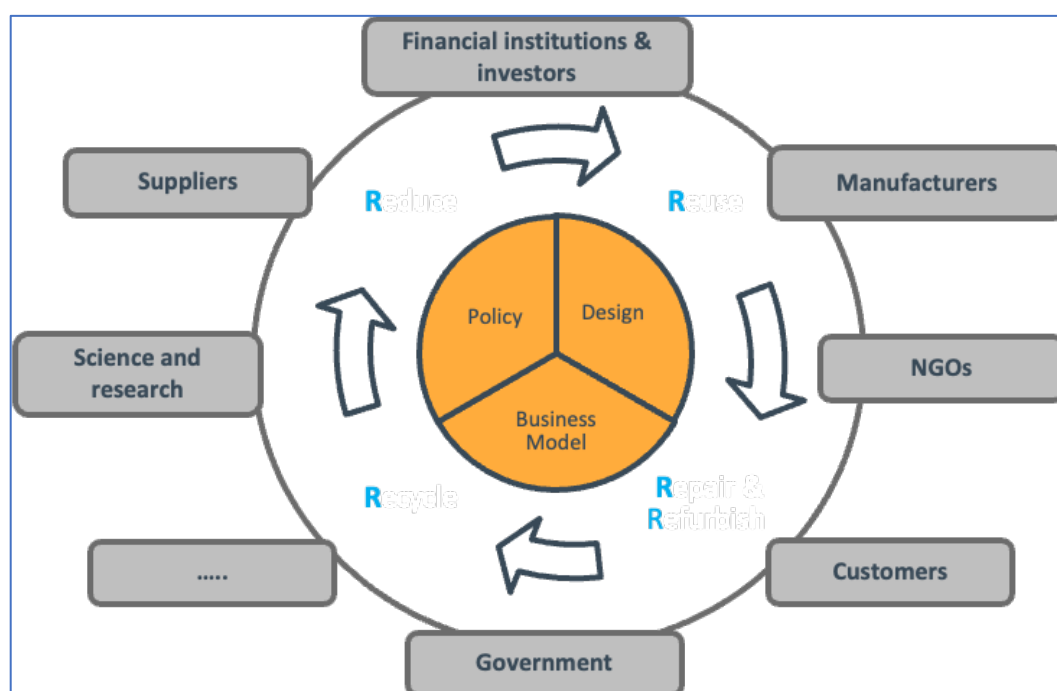 Financial institutions &
investors
Suppliers
Manufacturers
Reduce
Reuse
Policy
Design
Science and
research
NGOs
Business
Model
Recycle
Repair &
Refurbish
.....
Customers
Government